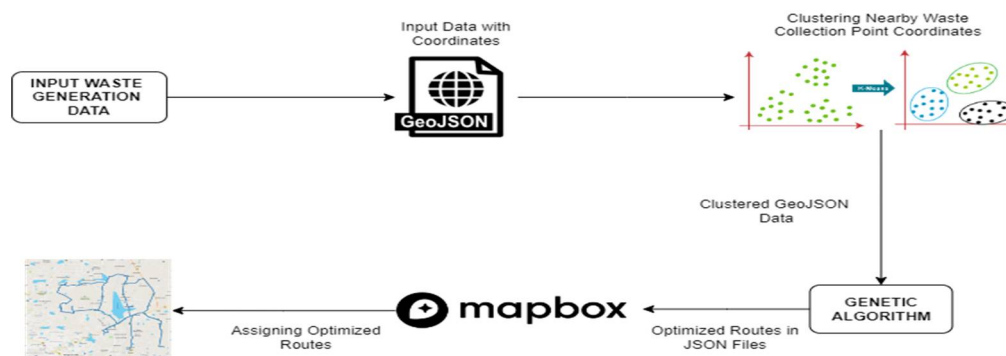 INPUT WASTE
GENERATION
DATA
Input Data with
Coordinates
GeoJSON
Clustering Nearby Waste
Collection Point Coordinates
K-Means
Clustered GeoJSON
Data
GENETIC
ALGORITHM
Optimized Routes in
JSON Files
mapbox
Assigning Optimized
Routes